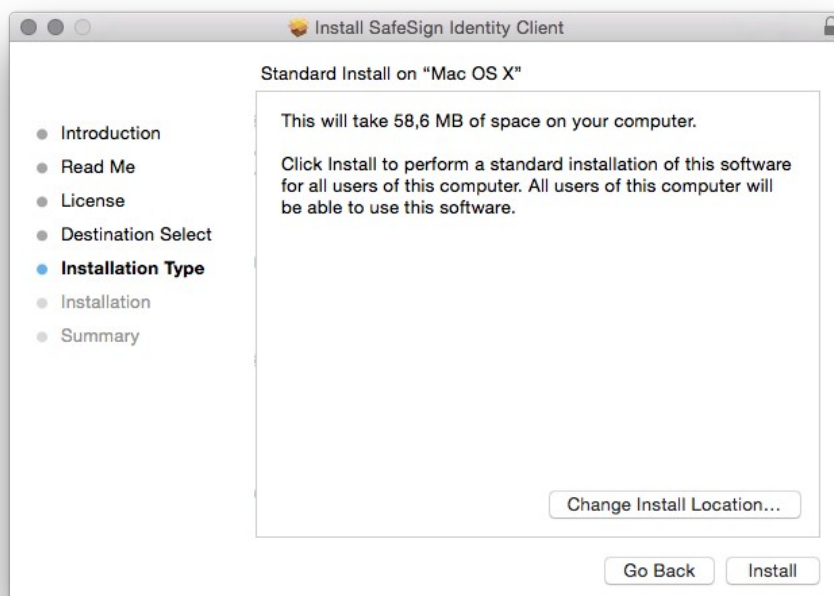 Install SafeSign Identity Client
Standard Install on “Mac OS X”
Introduction
Read Me
License
Destination Select
Installation Type
Installation
Summary
This will take 58,6 MB of space on your computer.
Click Install to perform a standard installation of this software
for all users of this computer. All users of this computer will
be able to use this software.
Change Install Location...
Go Back
Install